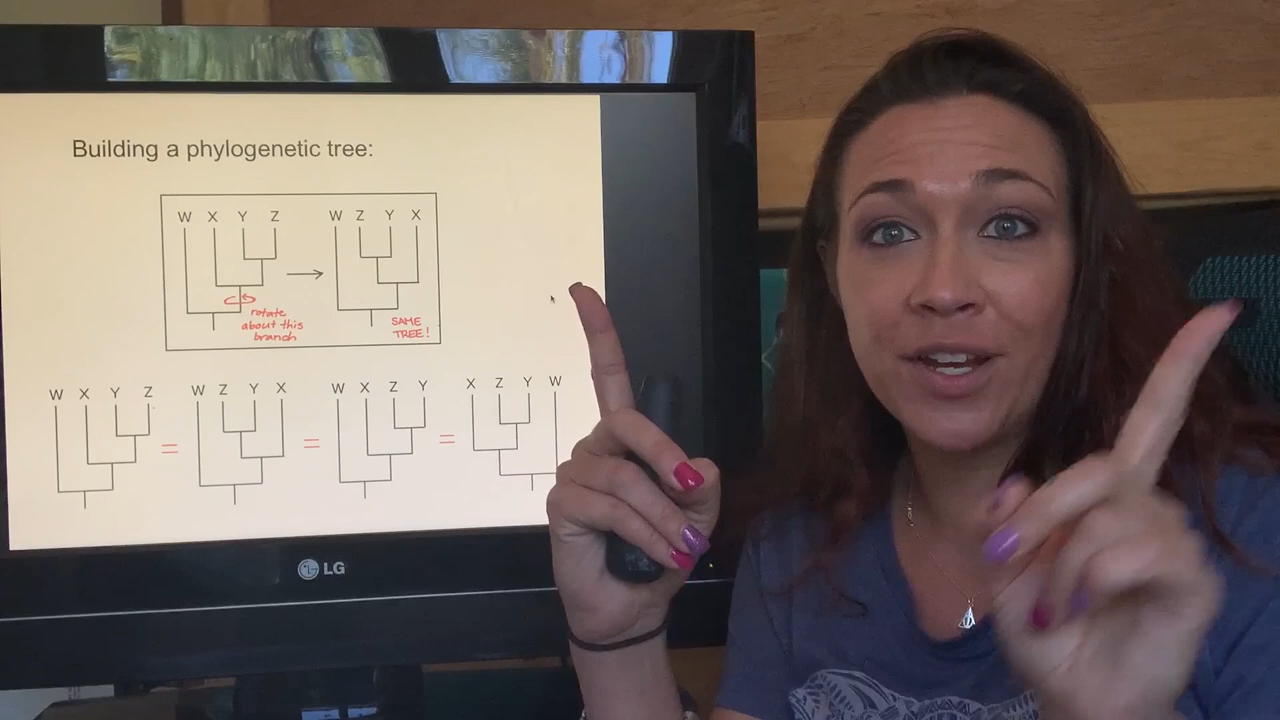 Building a phylogenetic tree:
W X Y Z
W Z Y X
rotate
about this
branch
SAME
TREE!
W X Y Z = W Z Y X = W X Z Y = X Z Y W
LG